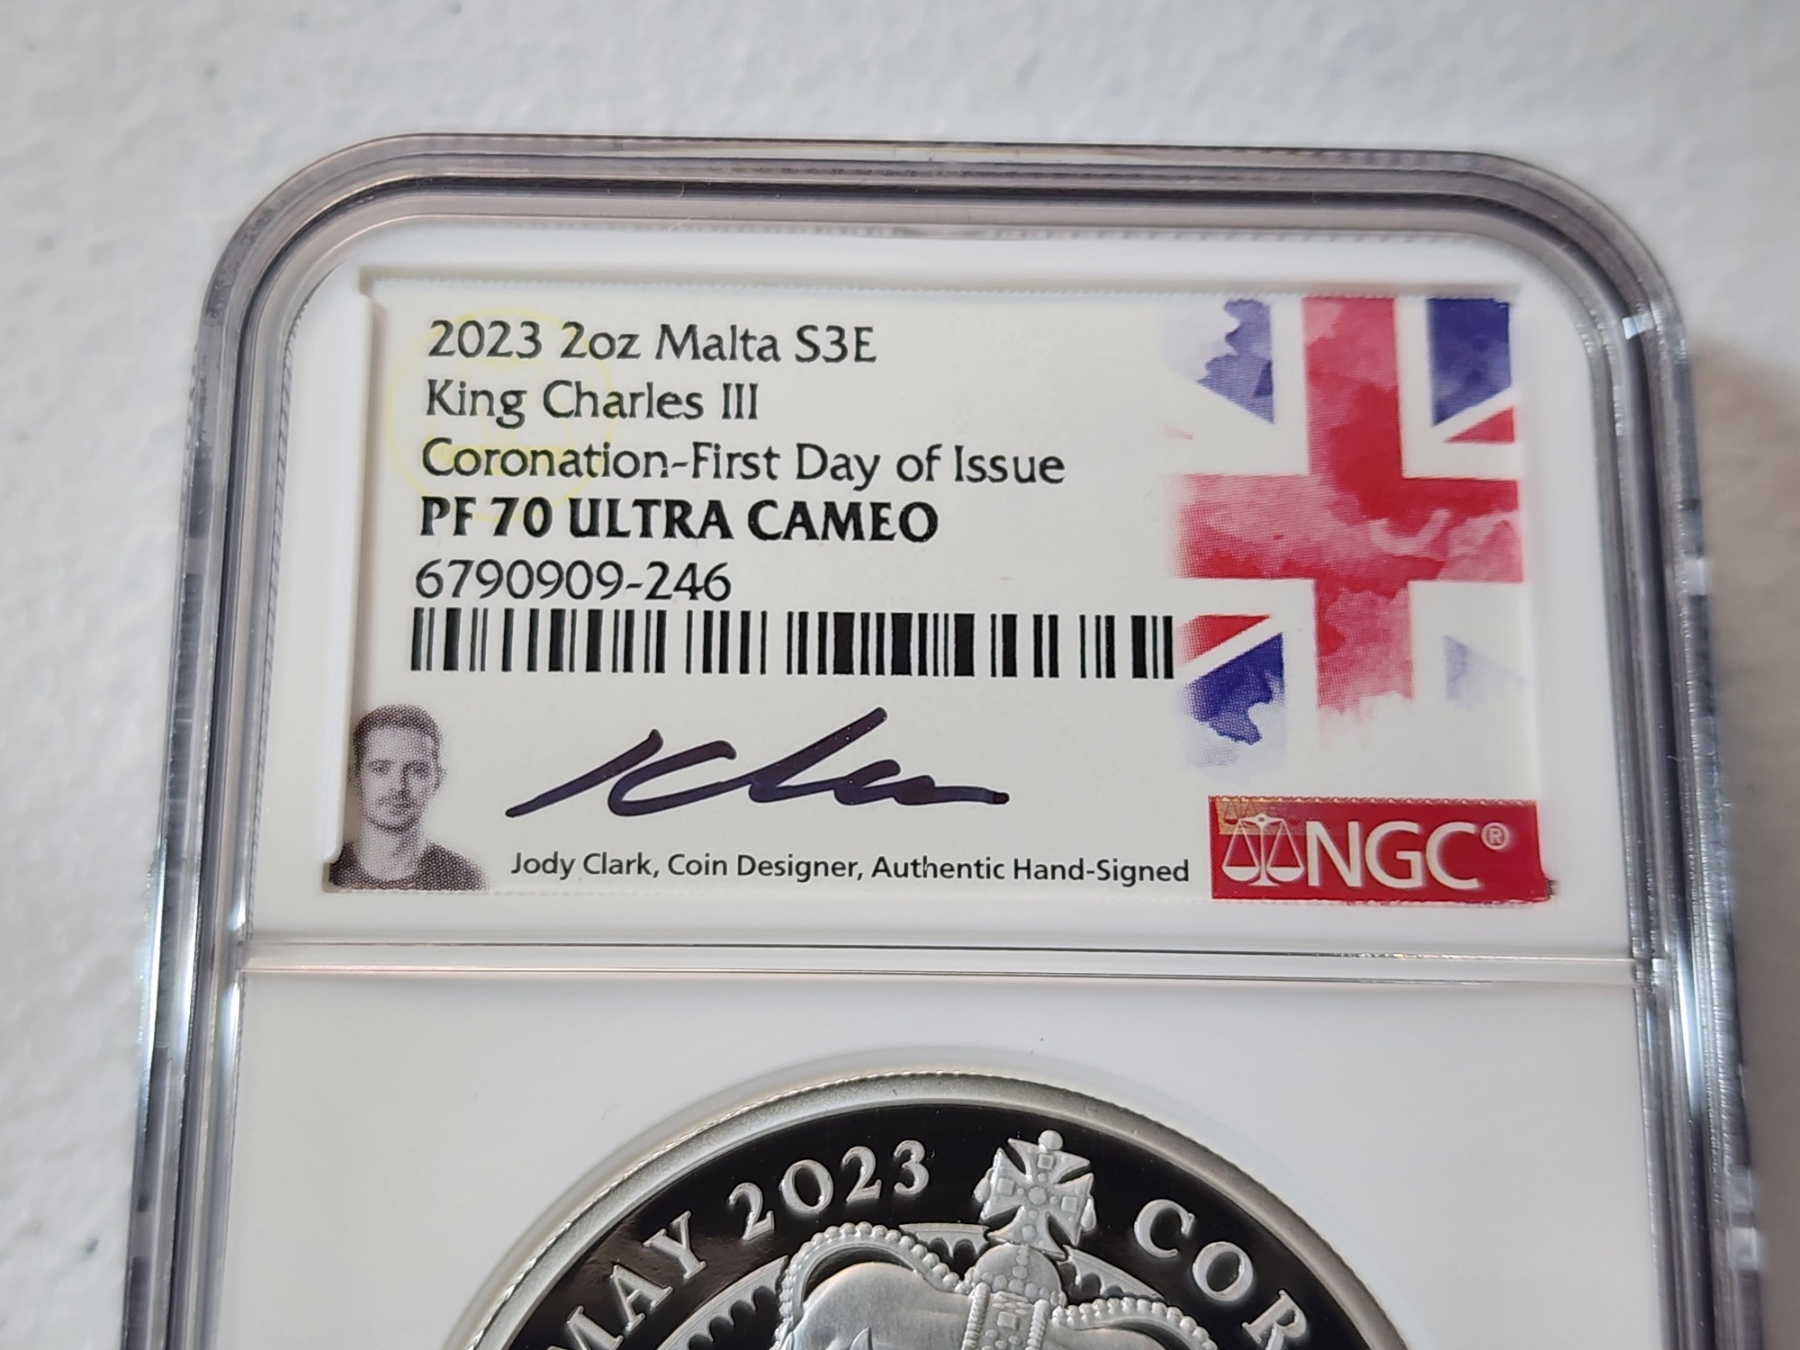 2023 2oz Malta S3E
King Charles III
Coronation-First Day of Issue
PF 70 ULTRA CAMEO
6790909-246
Jody Clark, Coin Designer, Authentic Hand-Signed
NGC®
MAY 2023
COR